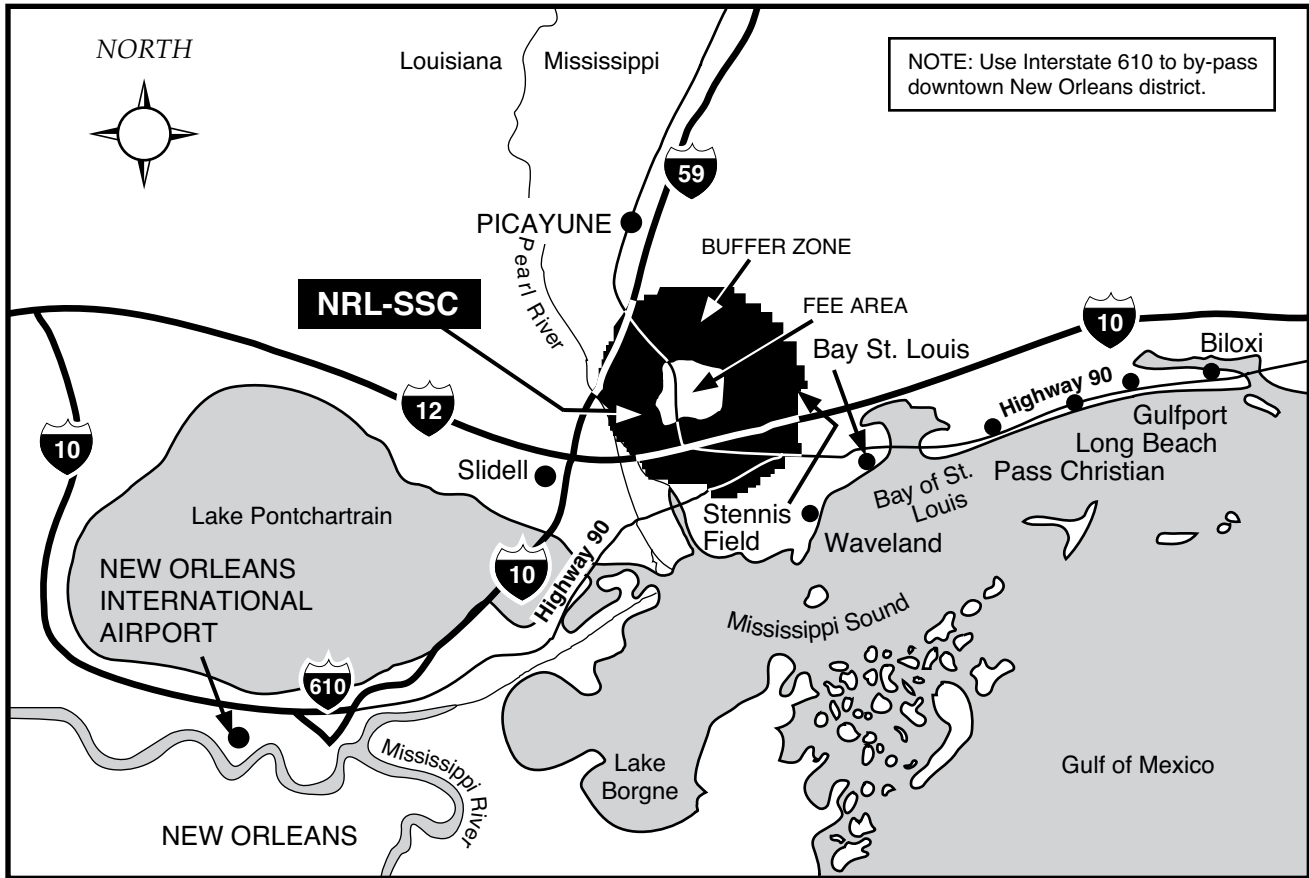 NORTH
Louisiana
Mississippi
NOTE: Use Interstate 610 to by-pass
downtown New Orleans district.
59
PICAYUNE
Pearl River
BUFFER ZONE
NRL-SSC
FEE AREA
Bay St. Louis
10
Biloxi
Highway 90
Gulfport
Long Beach
Pass Christian
12
10
Slidell
Bay of St.
Louis
Stennis
Field
Waveland
Lake Pontchartrain
10
Highway 90
NEW ORLEANS
INTERNATIONAL
AIRPORT
Mississippi Sound
610
Mississippi River
Lake
Borgne
Gulf of Mexico
NEW ORLEANS